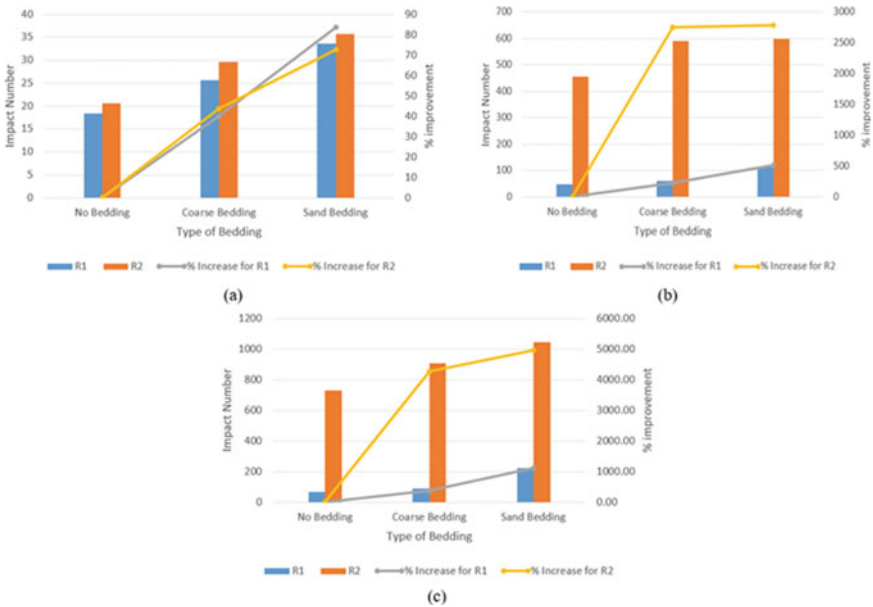 40
35
30
25
20
15
10
5
0
Impact Number
90
80
70
60
50
40
30
20
10
0
% improvement
No Bedding Coarse Bedding Sand Bedding
Type of Bedding
R1 R2 % Increase for R1 % Increase for R2
(a)
700
600
500
400
300
200
100
0
Impact Number
3000
2500
2000
1500
1000
500
0
% improvement
No Bedding Coarse Bedding Sand Bedding
Type of Bedding
R1 R2 % Increase for R1 % Increase for R2
(b)
1200
1000
800
600
400
200
0
Impact Number
6000.00
5000.00
4000.00
3000.00
2000.00
1000.00
0.00
% improvement
No Bedding Coarse Bedding Sand Bedding
Type of Bedding
R1 R2 % Increase for R1 % Increase for R2
(c)